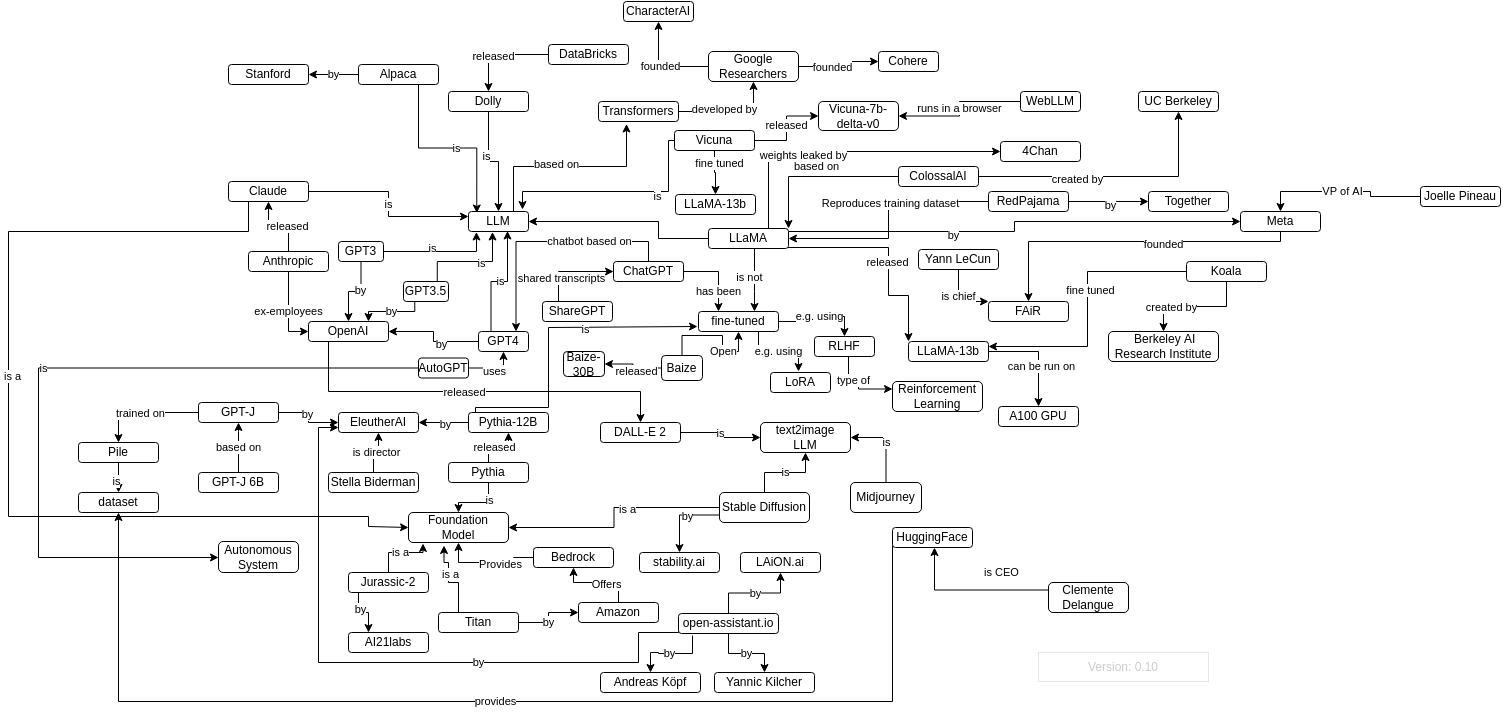 CharacterAI
released
DataBricks
founded
Google
Researchers
founded
Cohere
Stanford
by
Alpaca
Dolly
Transformers
developed by
Vicuna-7b-
delta-v0
runs in a browser
WebLLM
UC Berkeley
released
is
is
based on
Vicuna
fine tuned
weights leaked by
based on
4Chan
ColossalAI
created by
Claude
is
is
LLaMA-13b
Reproduces training dataset
RedPajama
by
Together
VP of AI
Joelle Pineau
released
LLM
LLaMA
by
Meta
GPT3
is
chatbot based on
founded
Anthropic
is
ChatGPT
is not
released
Yann LeCun
Koala
by
GPT3.5
is
shared transcripts
has been
is chief
fine tuned
ex-employees
by
ShareGPT
FAiR
created by
OpenAI
by
GPT4
is
fine-tuned
e.g. using
RLHF
LLaMA-13b
Berkeley AI
Research Institute
is
AutoGPT
uses
Baize-
30B
released
Baize
Open
e.g. using
LoRA
type of
can be run on
is a
released
Reinforcement
Learning
A100 GPU
trained on
GPT-J
by
EleutherAI
by
Pythia-12B
DALL-E 2
is
text2image
LLM
is
Pile
based on
is director
released
is
GPT-J 6B
Stella Biderman
Pythia
is
dataset
is
Stable Diffusion
Midjourney
Foundation
Model
is a
by
Autonomous
System
is a
Provides
Bedrock
stability.ai
LAiON.ai
HuggingFace
is CEO
Jurassic-2
is a
Offers
by
Clemente
Delangue
by
Titan
by
Amazon
open-assistant.io
AI21labs
by
by
by
Andreas Köpf
Yannic Kilcher
Version: 0.10
provides